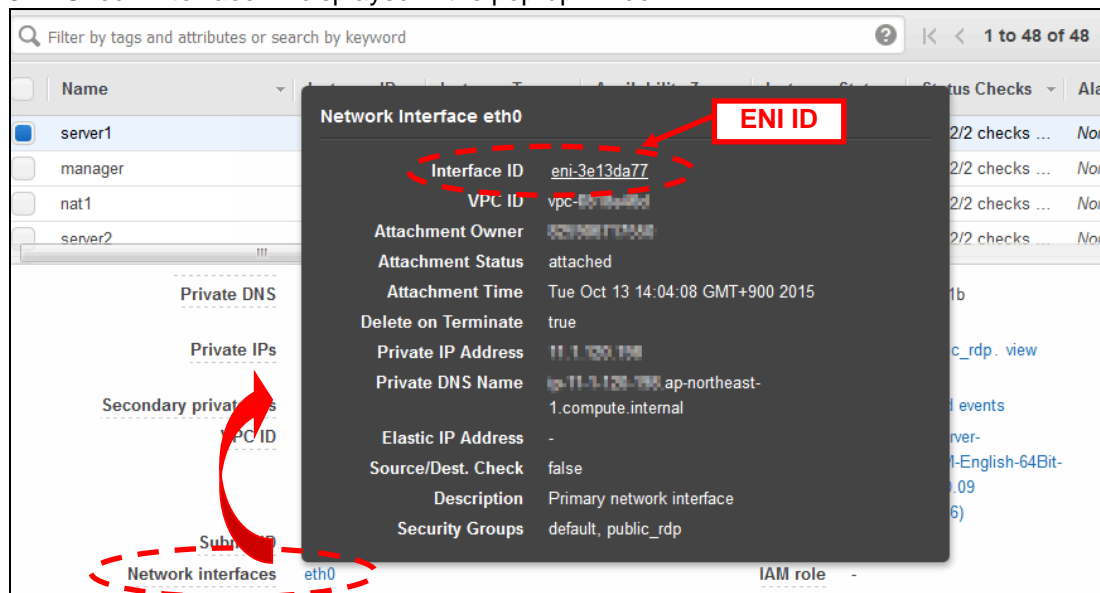 Filter by tags and attributes or search by keyword
1 to 48 of 48
Name
Status Checks
server1
2/2 checks ...
manager
2/2 checks ...
nat1
2/2 checks ...
server2
2/2 checks ...
Network Interface eth0
ENI ID
Interface ID eni-3e13da77
VPC ID vpc-
Attachment Owner
Attachment Status attached
Attachment Time Tue Oct 13 14:04:08 GMT+900 2015
Delete on Terminate true
Private IP Address
Private DNS Name .ap-northeast-
1.compute.internal
Elastic IP Address -
Source/Dest. Check false
Description Primary network interface
Security Groups default, public_rdp
Private DNS
1b
Private IPs
c_rdp. view
Secondary private
events
VPC ID
-English-64Bit-
.09
6)
Network interfaces eth0
IAM role -